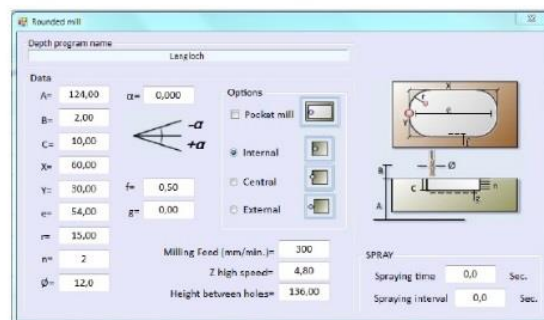 Rounded mill
Depth program name
Langloch
Data
A= 124,00 α= 0,000
B= 2,00
C= 10,00
X= 60,00
Y= 30,00
e= 54,00
r= 15,00
n= 2
Ø= 12,0
-α
+α
f= 0,50
g= 0,00
Options
Pocket mill
Internal
Central
External
Milling Feed (mm/min.)= 300
Z high speed= 4,80
Height between holes= 136,00
X
r
e
Y
f
Ø
B
C
n
g
A
SPRAY
Spraying time 0,0 Sec.
Spraying interval 0,0 Sec.